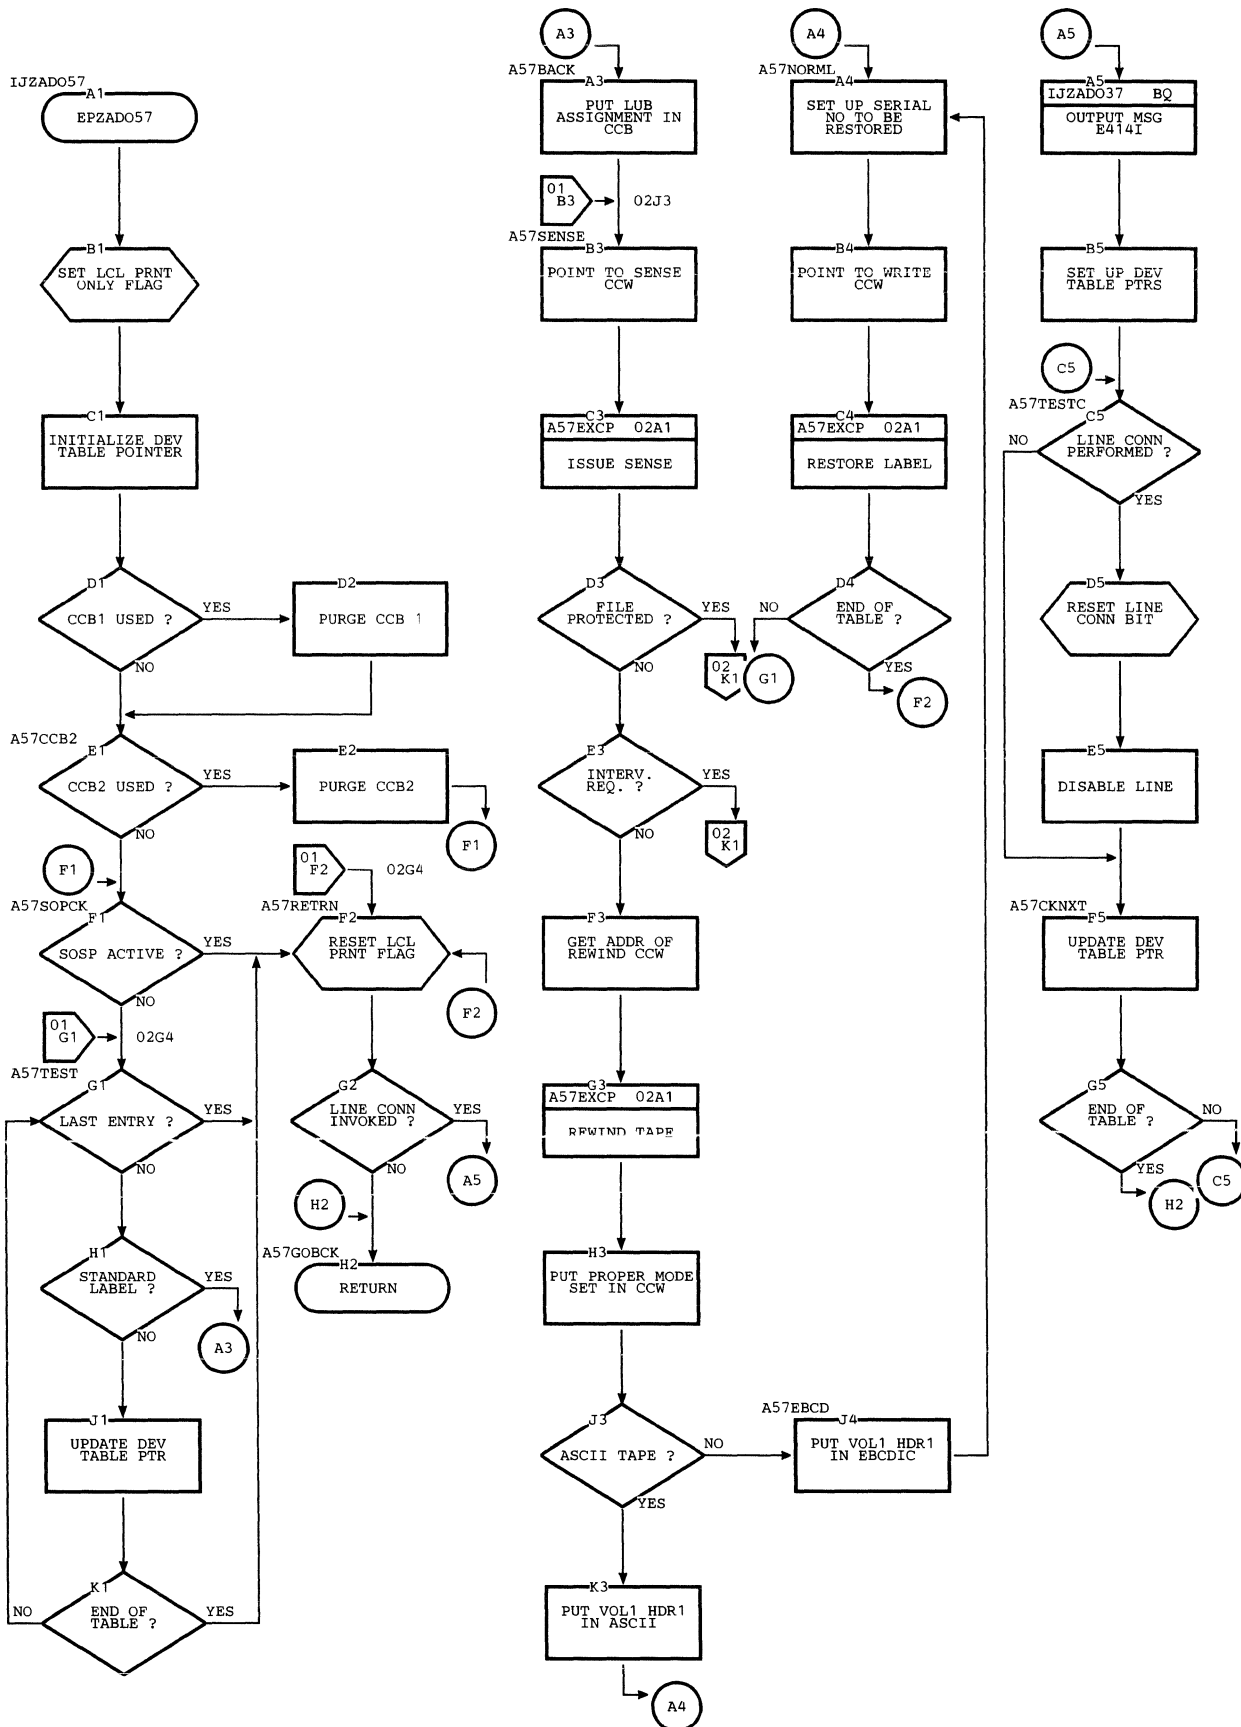 IJZADO57
A1
EPZADO57
B1
SET LCL PRNT
ONLY FLAG
C1
INITIALIZE DEV
TABLE POINTER
D1
CCB1 USED ?
YES
NO
D2
PURGE CCB 1
A57CCB2
E1
CCB2 USED ?
YES
NO
E2
PURGE CCB2
F1
F1
A57SOPCK
F1
SOSP ACTIVE ?
YES
NO
01
G1
02G4
A57TEST
G1
LAST ENTRY ?
YES
NO
H1
STANDARD
LABEL ?
YES
NO
A3
J1
UPDATE DEV
TABLE PTR
K1
END OF
TABLE ?
NO
YES
01
F2
02G4
A57RETRN
F2
RESET LCL
PRNT FLAG
F2
G2
LINE CONN
INVOKED ?
YES
NO
A5
H2
A57GOBCK
H2
RETURN
A3
A57BACK
A3
PUT LUB
ASSIGNMENT IN
CCB
01
B3
02J3
A57SENSE
B3
POINT TO SENSE
CCW
C3
A57EXCP 02A1
ISSUE SENSE
D3
FILE
PROTECTED ?
YES
NO
02
K1
E3
INTERV.
REQ. ?
YES
NO
02
K1
F3
GET ADDR OF
REWIND CCW
G3
A57EXCP 02A1
REWIND TAPE
H3
PUT PROPER MODE
SET IN CCW
J3
ASCII TAPE ?
NO
YES
K3
PUT VOL1 HDR1
IN ASCII
A4
A4
A57NORML
A4
SET UP SERIAL
NO TO BE
RESTORED
B4
POINT TO WRITE
CCW
C4
A57EXCP 02A1
RESTORE LABEL
D4
END OF
TABLE ?
NO
YES
G1
F2
A57EBCD
J4
PUT VOL1 HDR1
IN EBCDIC
A5
A5
IJZADO37 BQ
OUTPUT MSG
E414I
B5
SET UP DEV
TABLE PTRS
C5
A57TESTC
C5
LINE CONN
PERFORMED ?
NO
YES
D5
RESET LINE
CONN BIT
E5
DISABLE LINE
A57CKNXT
F5
UPDATE DEV
TABLE PTR
G5
END OF
TABLE ?
NO
YES
H2
C5